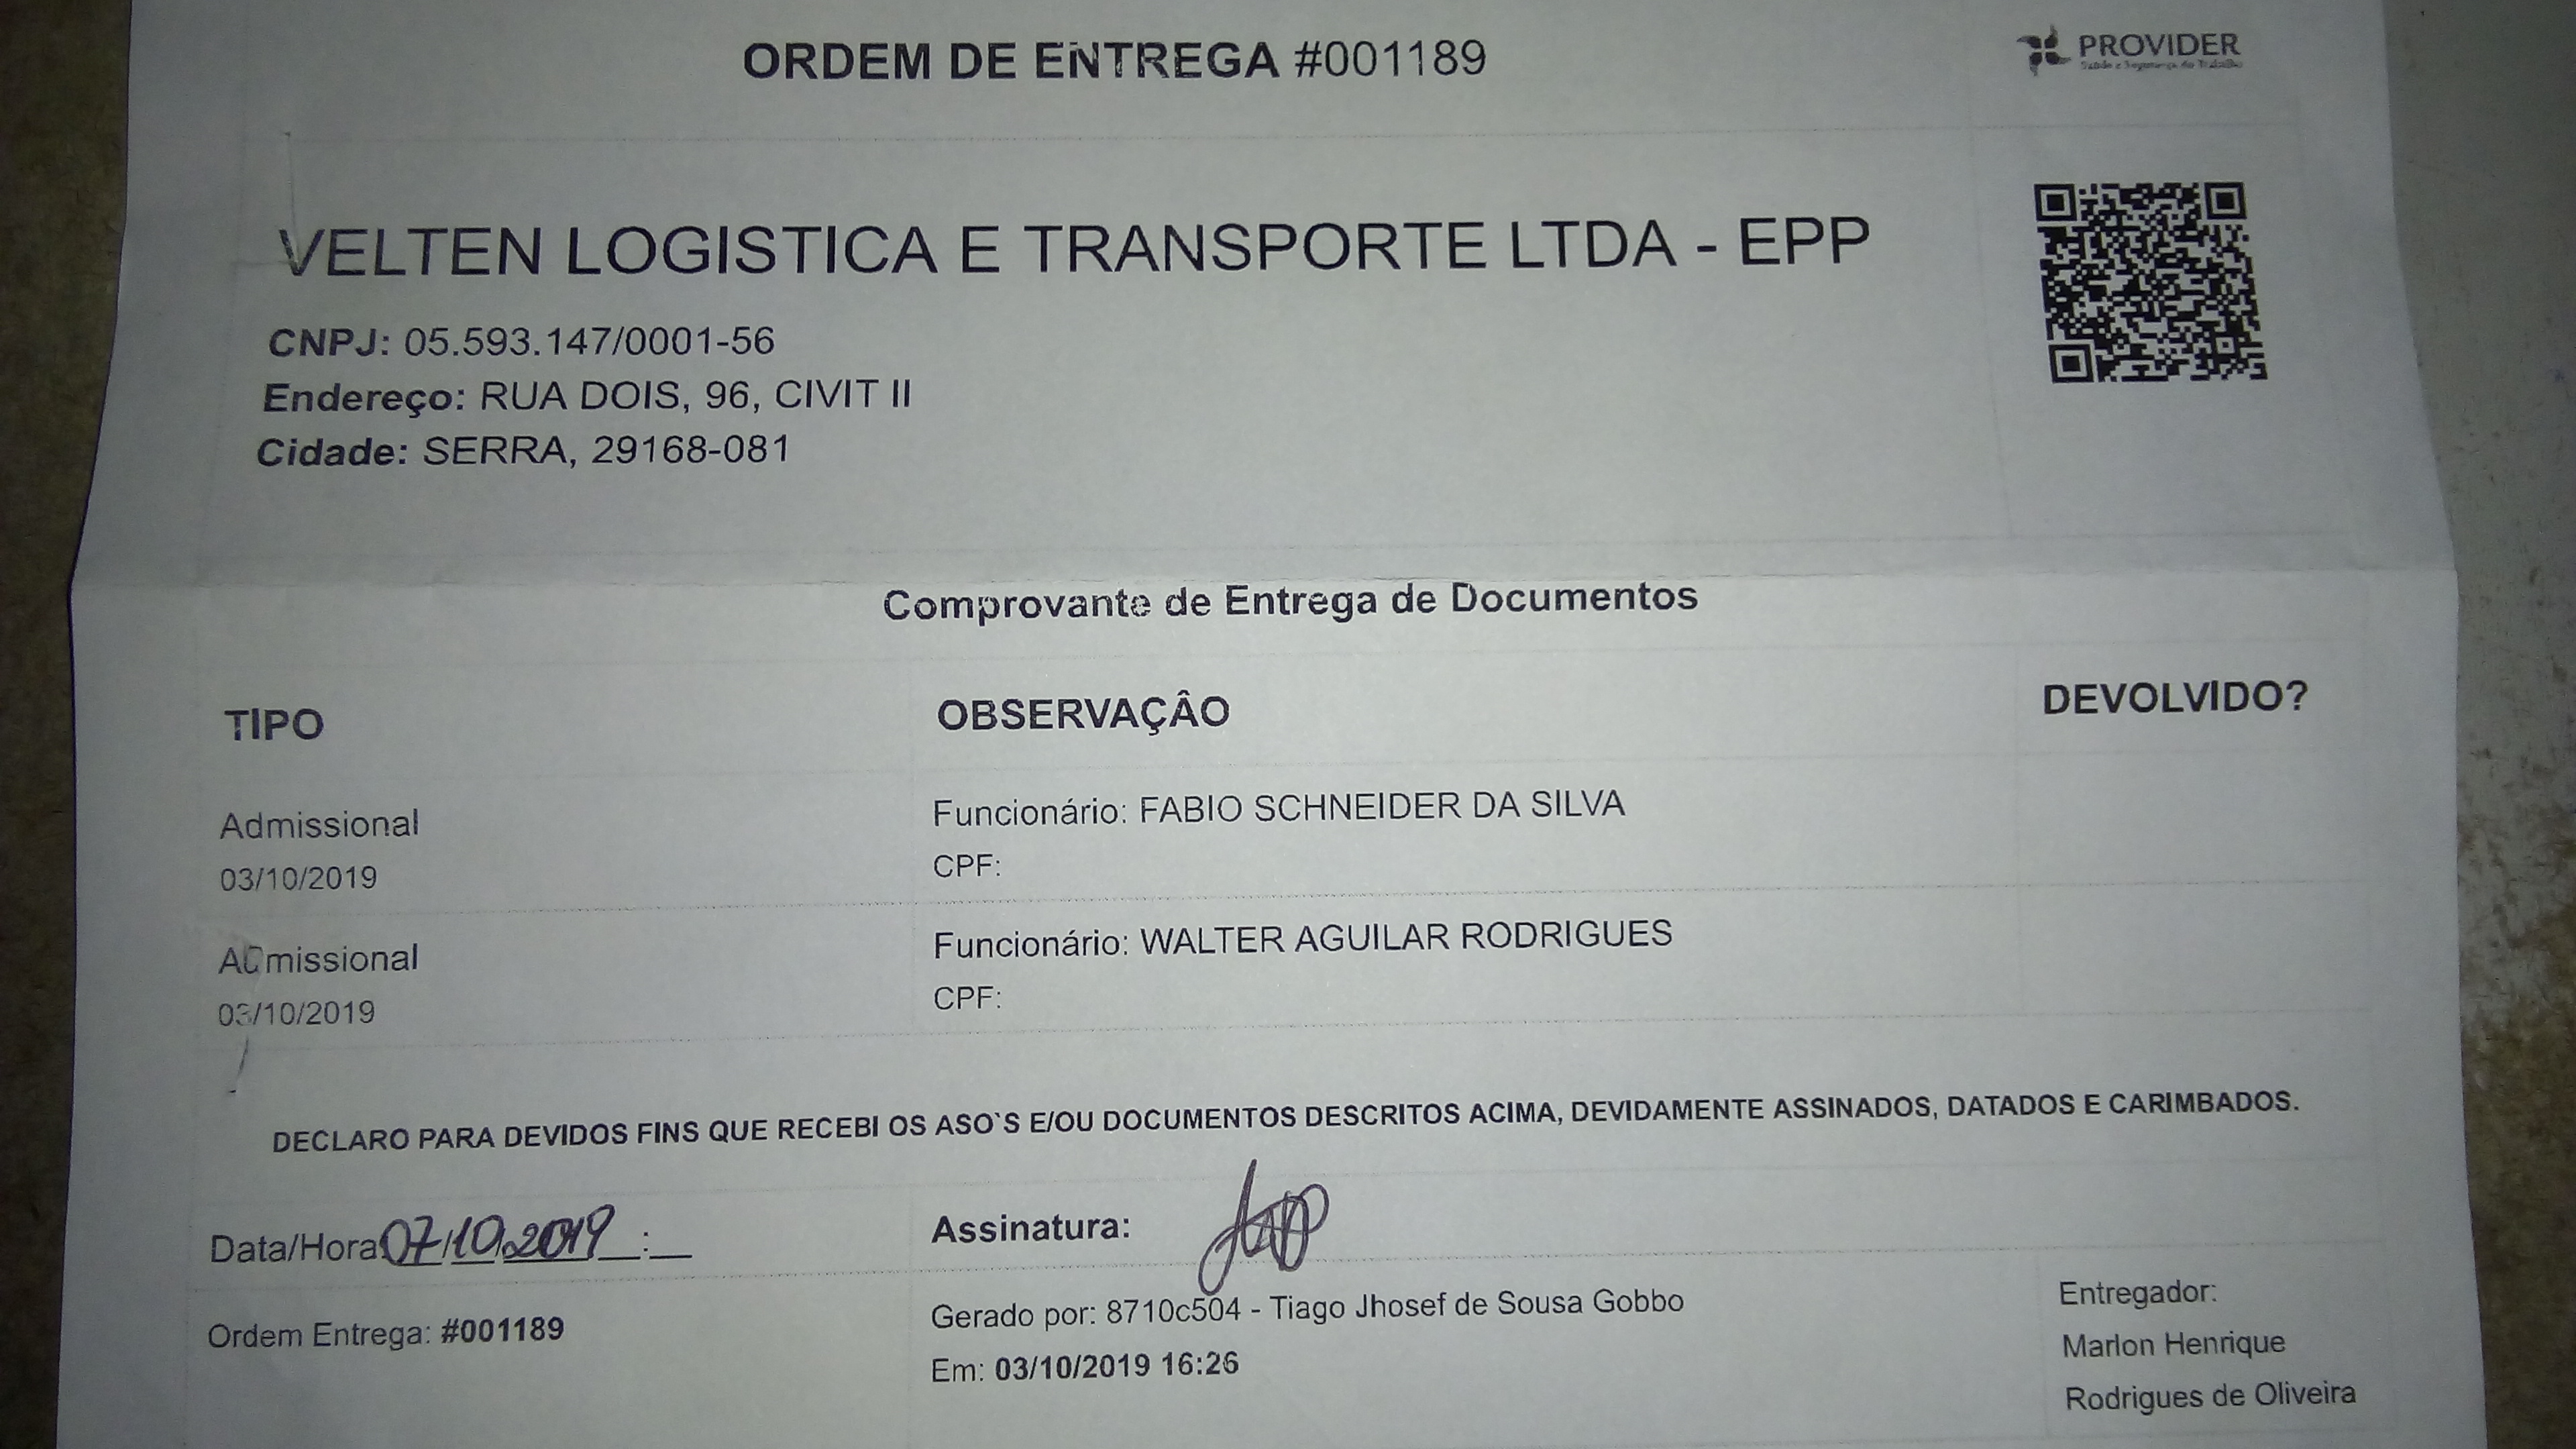 ORDEM DE ENTREGA #001189
PROVIDER
Saúde e Segurança do Trabalho
VELTEN LOGISTICA E TRANSPORTE LTDA - EPP
CNPJ: 05.593.147/0001-56
Endereço: RUA DOIS, 96, CIVIT II
Cidade: SERRA, 29168-081
Comprovante de Entrega de Documentos
TIPO OBSERVAÇÂO DEVOLVIDO?
Admissional Funcionário: FABIO SCHNEIDER DA SILVA
03/10/2019 CPF:
Admissional Funcionário: WALTER AGUILAR RODRIGUES
03/10/2019 CPF:
DECLARO PARA DEVIDOS FINS QUE RECEBI OS ASO`S E/OU DOCUMENTOS DESCRITOS ACIMA, DEVIDAMENTE ASSINADOS, DATADOS E CARIMBADOS.
Data/Hora: 07/10/2019 __:__ Assinatura:
Ordem Entrega: #001189
Gerado por: 8710c504 - Tiago Jhosef de Sousa Gobbo
Em: 03/10/2019 16:26
Entregador:
Marlon Henrique
Rodrigues de Oliveira